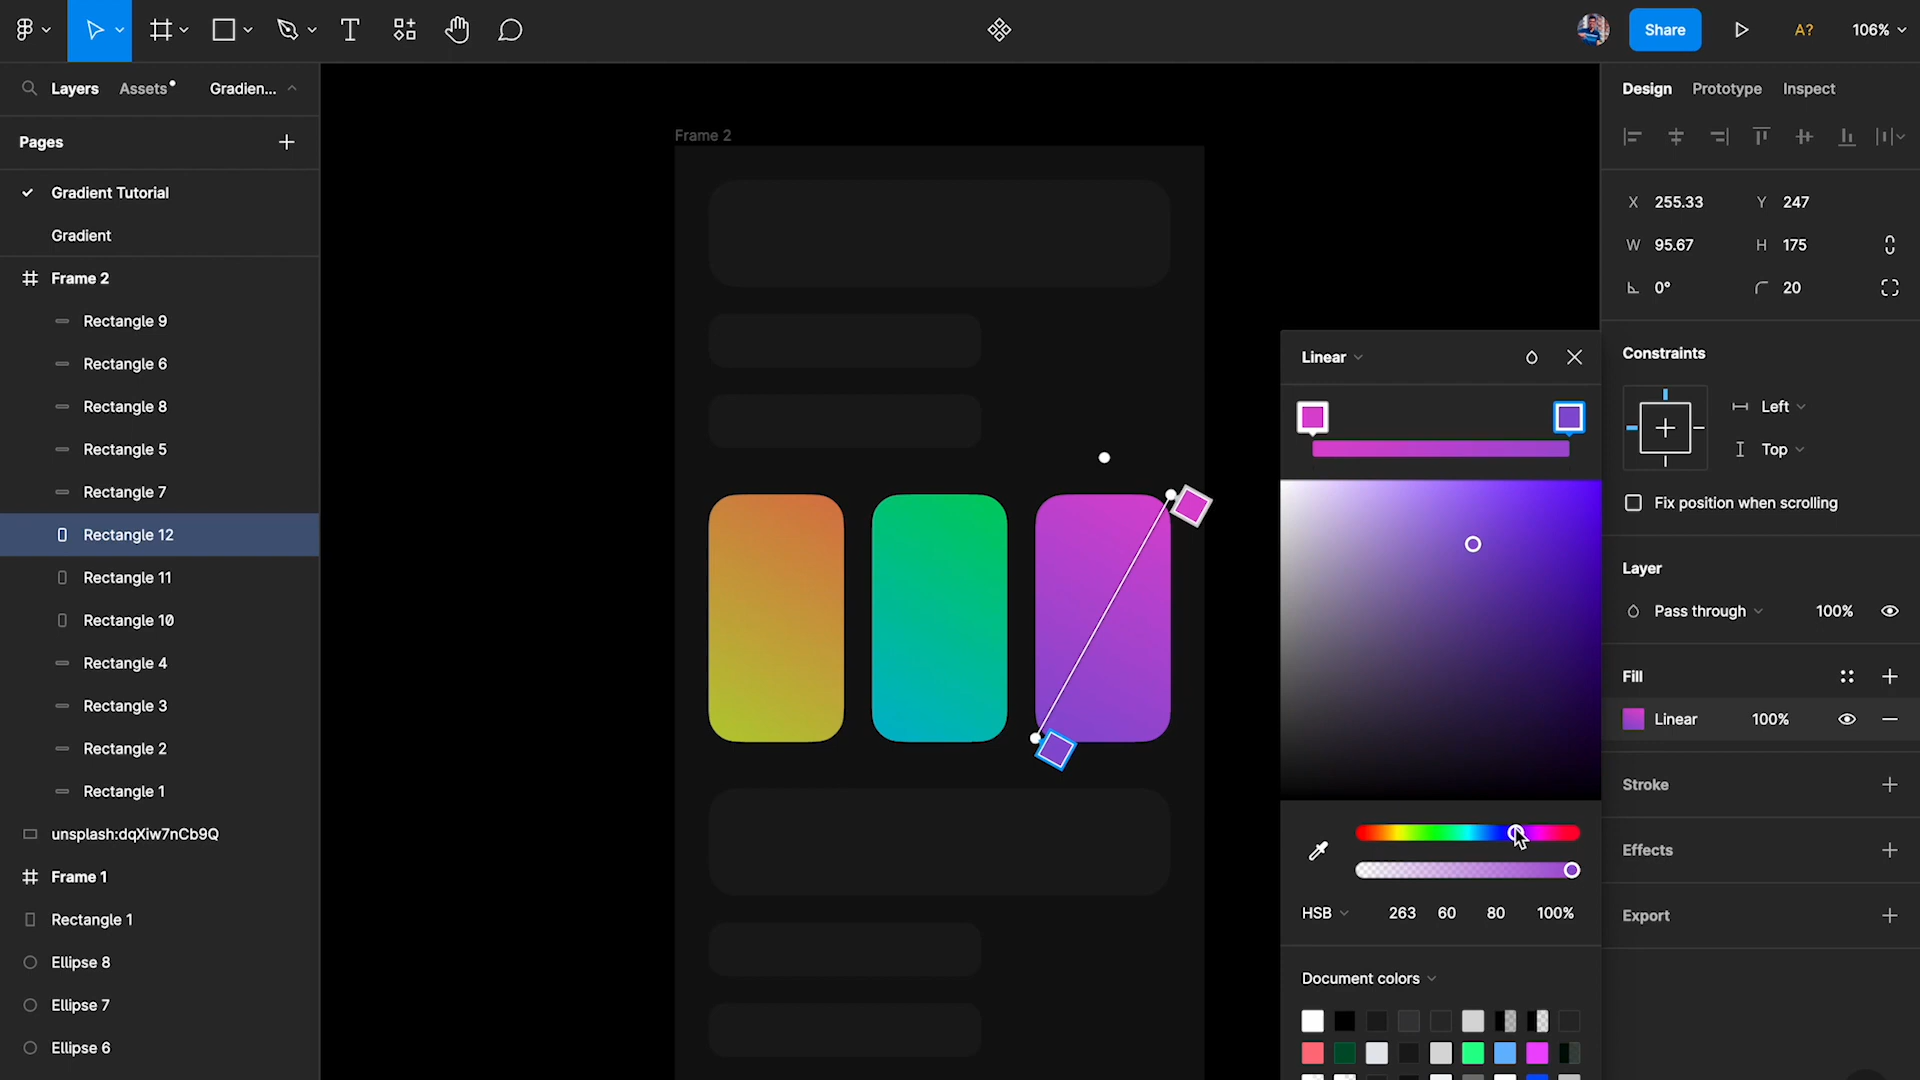 Share
A?
106%
Layers
Assets
Gradien...
Pages
Gradient Tutorial
Gradient
Frame 2
Rectangle 9
Rectangle 6
Rectangle 8
Rectangle 5
Rectangle 7
Rectangle 12
Rectangle 11
Rectangle 10
Rectangle 4
Rectangle 3
Rectangle 2
Rectangle 1
unsplash:dqXiw7nCb9Q
Frame 1
Rectangle 1
Ellipse 8
Ellipse 7
Ellipse 6
Frame 2
Linear
HSB 263 60 80 100%
Document colors
Design Prototype Inspect
X 255.33 Y 247
W 95.67 H 175
0° 20
Constraints
Left
Top
Fix position when scrolling
Layer
Pass through 100%
Fill
Linear 100%
Stroke
Effects
Export